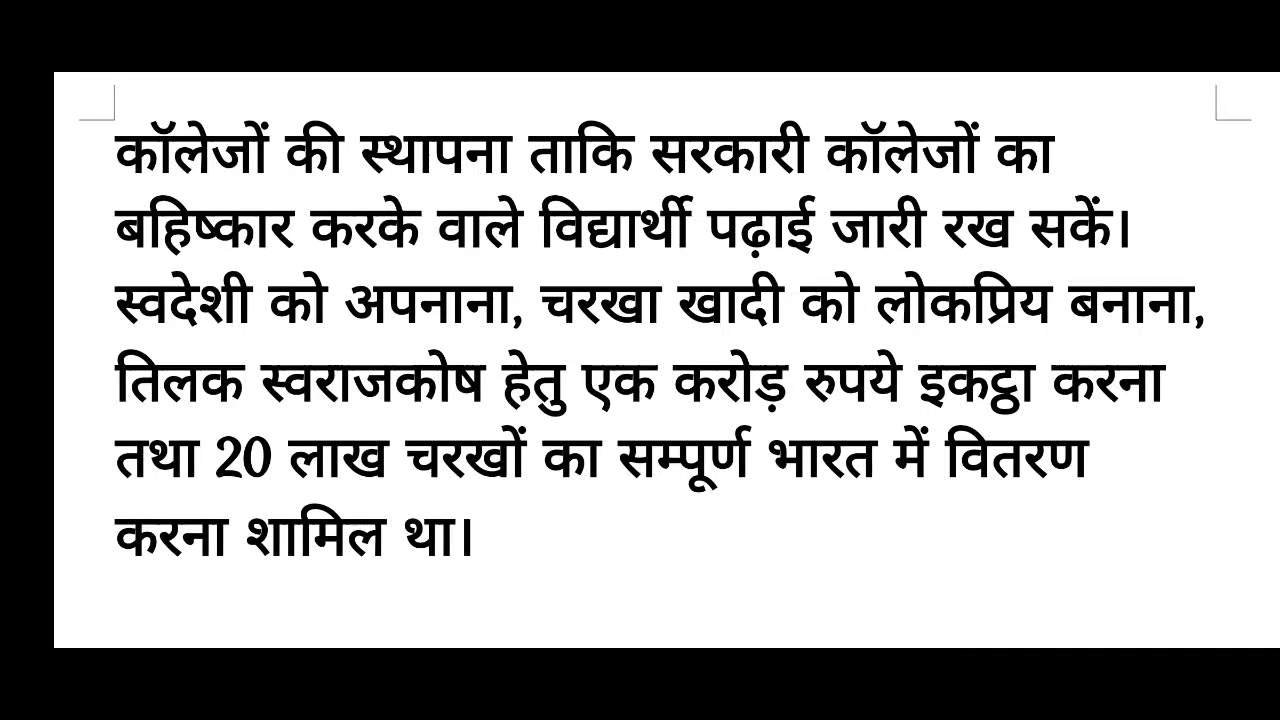 कॉलेजों की स्थापना ताकि सरकारी कॉलेजों का
बहिष्कार करके वाले विद्यार्थी पढ़ाई जारी रख सकें।
स्वदेशी को अपनाना, चरखा खादी को लोकप्रिय बनाना,
तिलक स्वराजकोष हेतु एक करोड़ रुपये इकट्ठा करना
तथा 20 लाख चरखों का सम्पूर्ण भारत में वितरण
करना शामिल था।